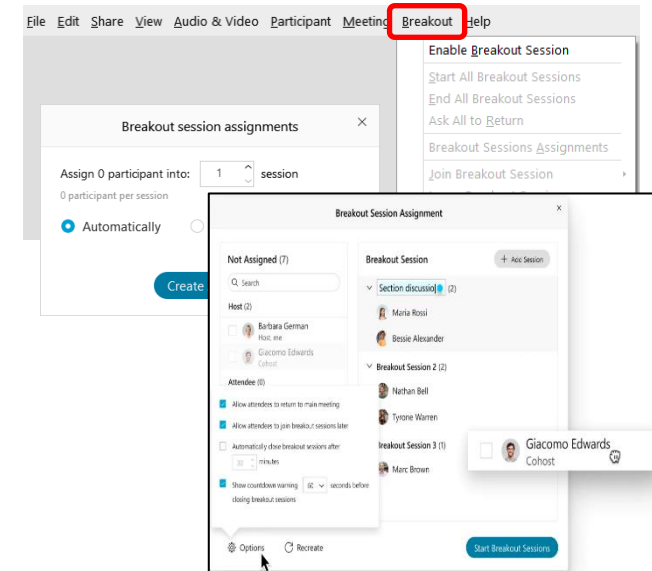 File Edit Share View Audio & Video Participant Meeting Breakout Help
Enable Breakout Session
Start All Breakout Sessions
End All Breakout Sessions
Ask All to Return
Breakout Sessions Assignments
Join Breakout Session
Breakout session assignments
Assign 0 participant into: 1 session
0 participant per session
Automatically
Create
Breakout Session Assignment
Not Assigned (7)
Search
Host (2)
Barbara German
Host, me
Giacomo Edwards
Cohost
Attendee (0)
Allow attendees to return to main meeting
Allow attendees to join breakout sessions later
Automatically close breakout sessions after
30 minutes
Show countdown warning 60 seconds before
closing breakout sessions
Options Recreate
Breakout Session + Add Session
Section discussio (2)
Maria Rossi
Bessie Alexander
Breakout Session 2 (2)
Nathan Bell
Tyrone Warren
Breakout Session 3 (1)
Marc Brown
Start Breakout Sessions
Giacomo Edwards
Cohost